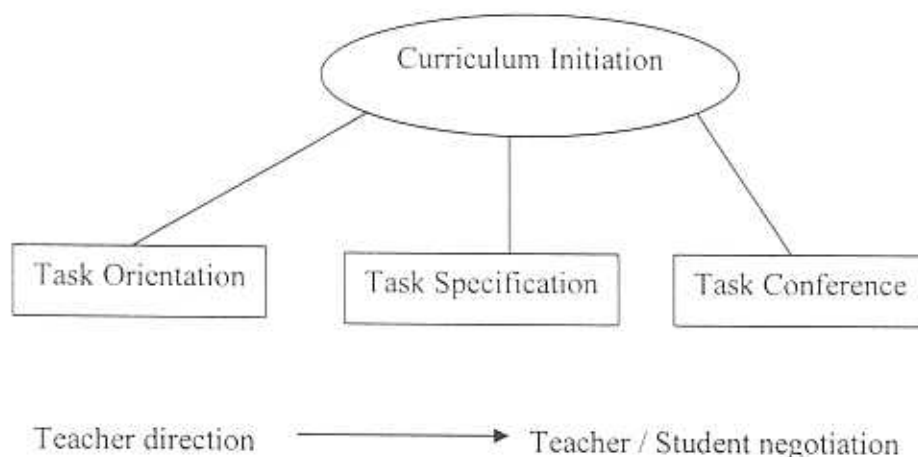 Curriculum Initiation
Task Orientation
Task Specification
Task Conference
Teacher direction
Teacher / Student negotiation